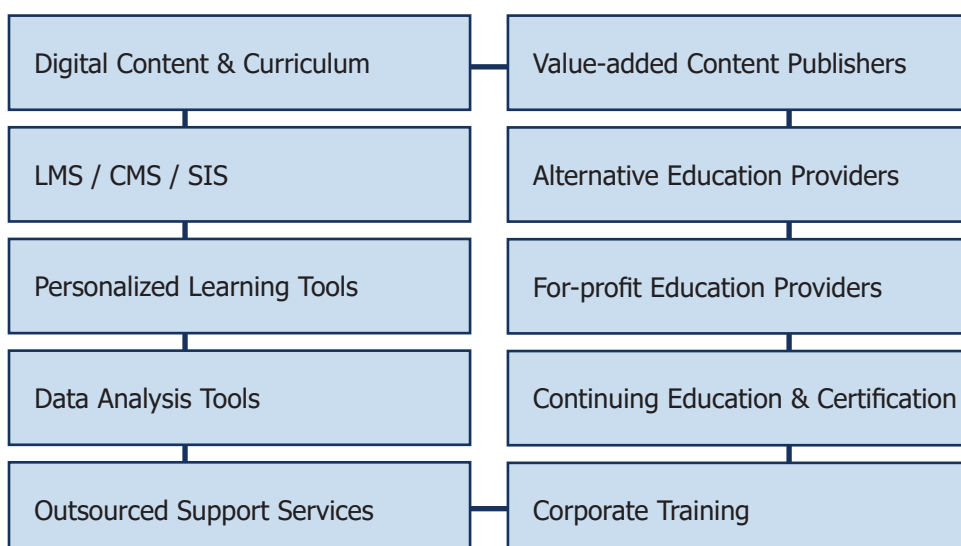 Digital Content & Curriculum
Value-added Content Publishers
LMS / CMS / SIS
Alternative Education Providers
Personalized Learning Tools
For-profit Education Providers
Data Analysis Tools
Continuing Education & Certification
Outsourced Support Services
Corporate Training